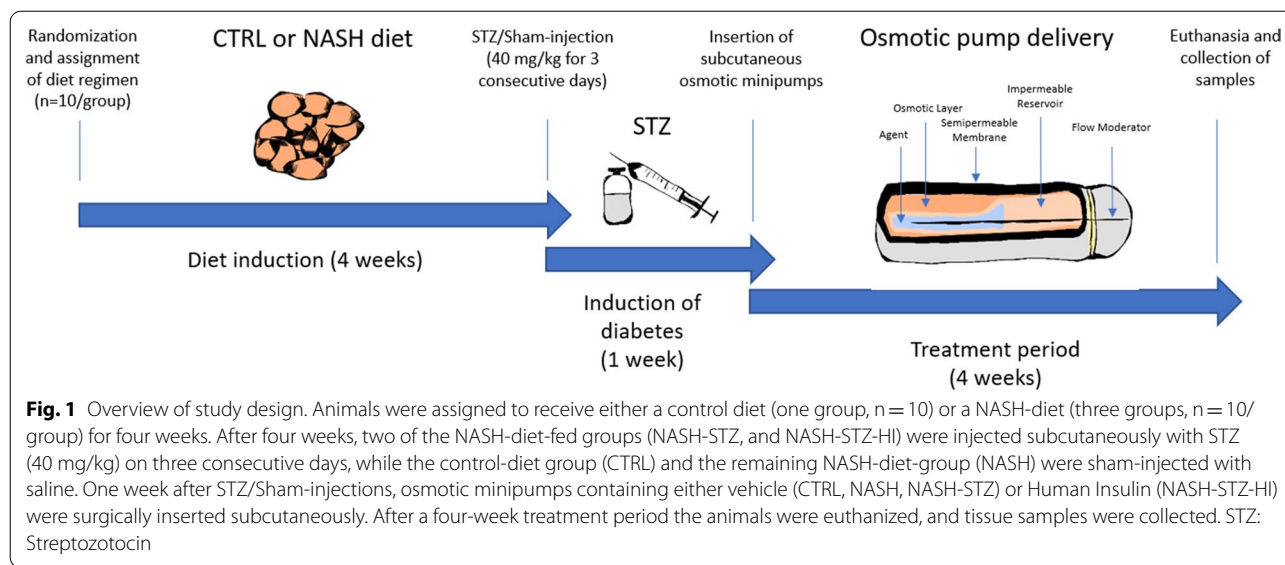 Randomization
and assignment
of diet regimen
(n=10/group)
CTRL or NASH diet
STZ/Sham-injection
(40 mg/kg for 3
consecutive days)
Insertion of
subcutaneous
osmotic minipumps
Osmotic pump delivery
Euthanasia and
collection of
samples
STZ
Agent
Osmotic Layer
Semipermeable
Membrane
Impermeable
Reservoir
Flow Moderator
Diet induction (4 weeks)
Induction of
diabetes
(1 week)
Treatment period
(4 weeks)
Fig. 1 Overview of study design. Animals were assigned to receive either a control diet (one group, n = 10) or a NASH-diet (three groups, n = 10/
group) for four weeks. After four weeks, two of the NASH-diet-fed groups (NASH-STZ, and NASH-STZ-HI) were injected subcutaneously with STZ
(40 mg/kg) on three consecutive days, while the control-diet group (CTRL) and the remaining NASH-diet-group (NASH) were sham-injected with
saline. One week after STZ/Sham-injections, osmotic minipumps containing either vehicle (CTRL, NASH, NASH-STZ) or Human Insulin (NASH-STZ-HI)
were surgically inserted subcutaneously. After a four-week treatment period the animals were euthanized, and tissue samples were collected. STZ:
Streptozotocin